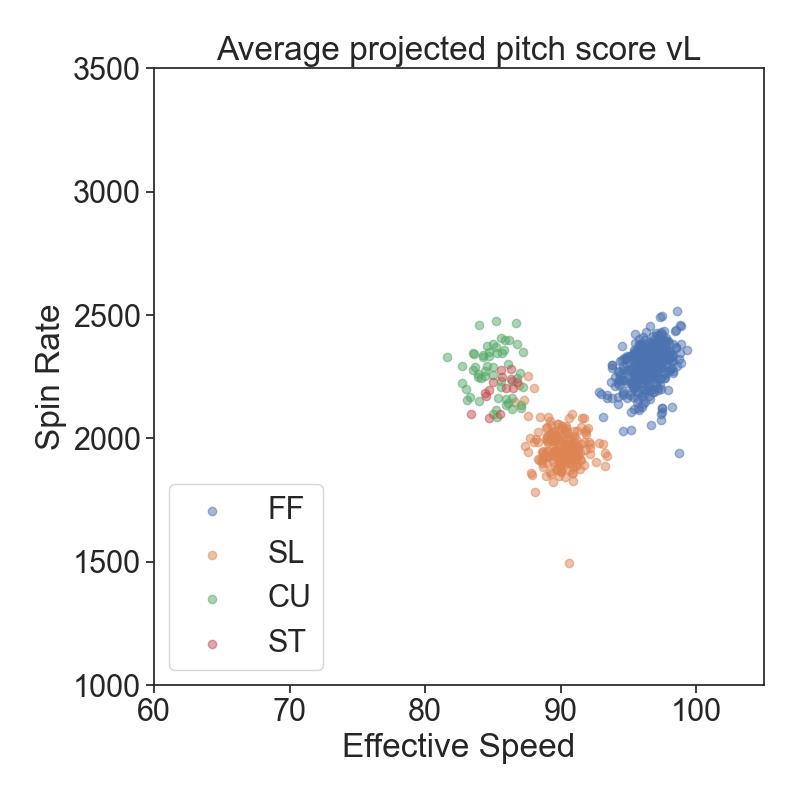 Average projected pitch score vL
3500
3000
2500
2000
1500
1000
Spin Rate
FF
SL
CU
ST
60
70
80
90
100
Effective Speed